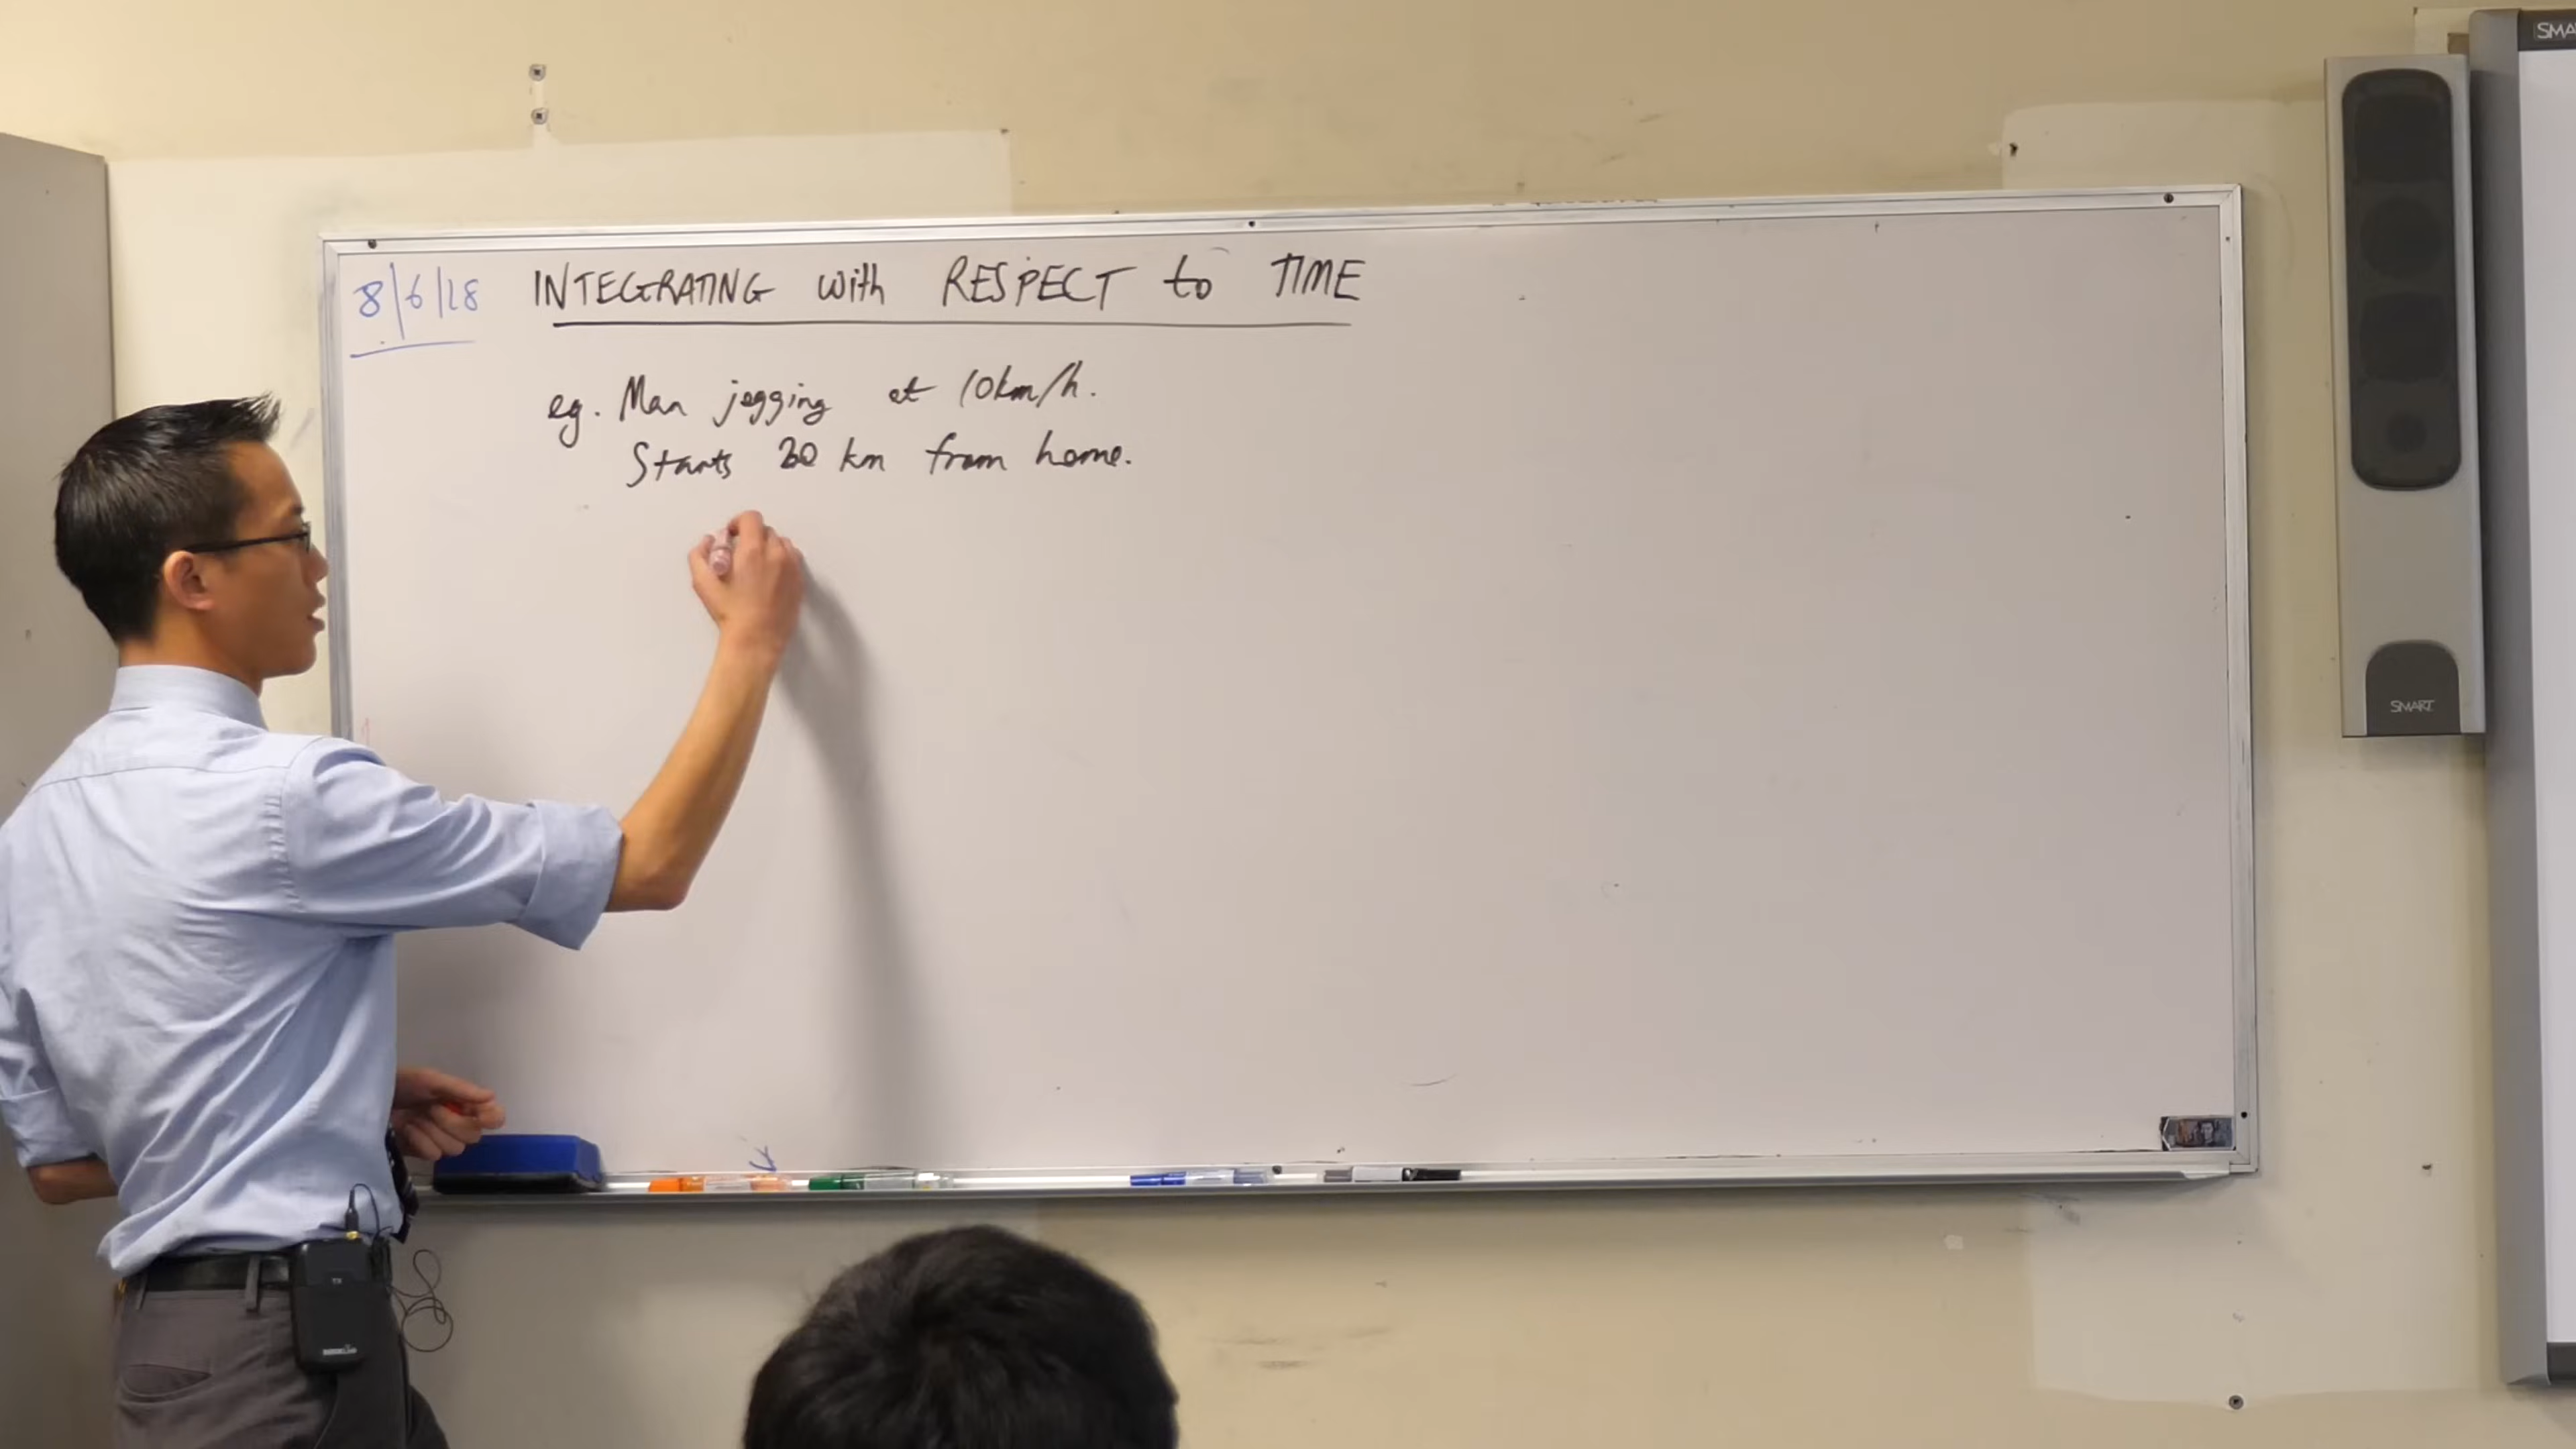 8/6/18 INTEGRATING with RESPECT to TIME
eg. Man jogging at 10km/h.
Starts 20 km from home.
SMART
SMA